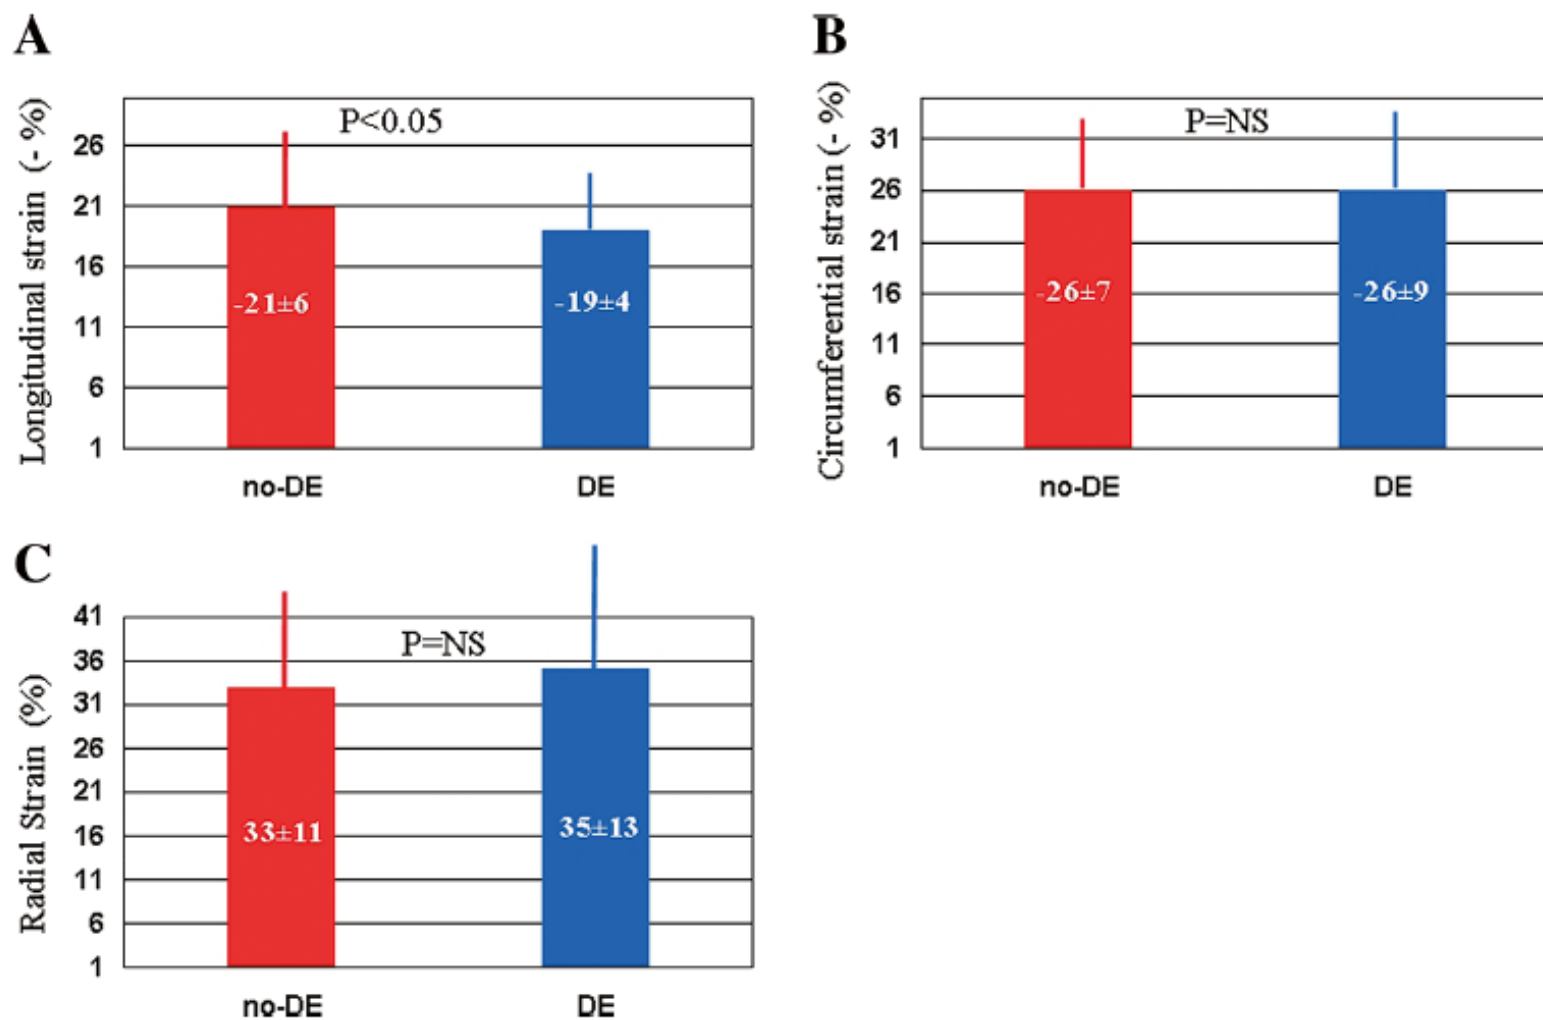 A
Longitudinal strain (- %)
P<0.05
26
21
16
11
6
1
-21±6
-19±4
no-DE
DE
B
Circumferential strain (- %)
P=NS
31
26
21
16
11
6
1
-26±7
-26±9
no-DE
DE
C
Radial Strain (%)
P=NS
41
36
31
26
21
16
11
6
1
33±11
35±13
no-DE
DE